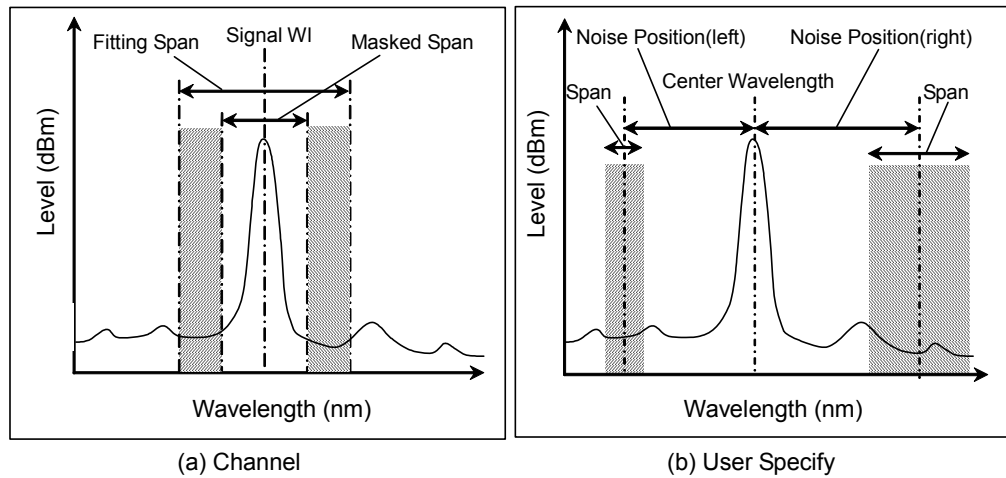 Signal Wl
Fitting Span
Masked Span
Level (dBm)
Wavelength (nm)
(a) Channel
Noise Position(left)
Noise Position(right)
Center Wavelength
Span
Span
Level (dBm)
Wavelength (nm)
(b) User Specify